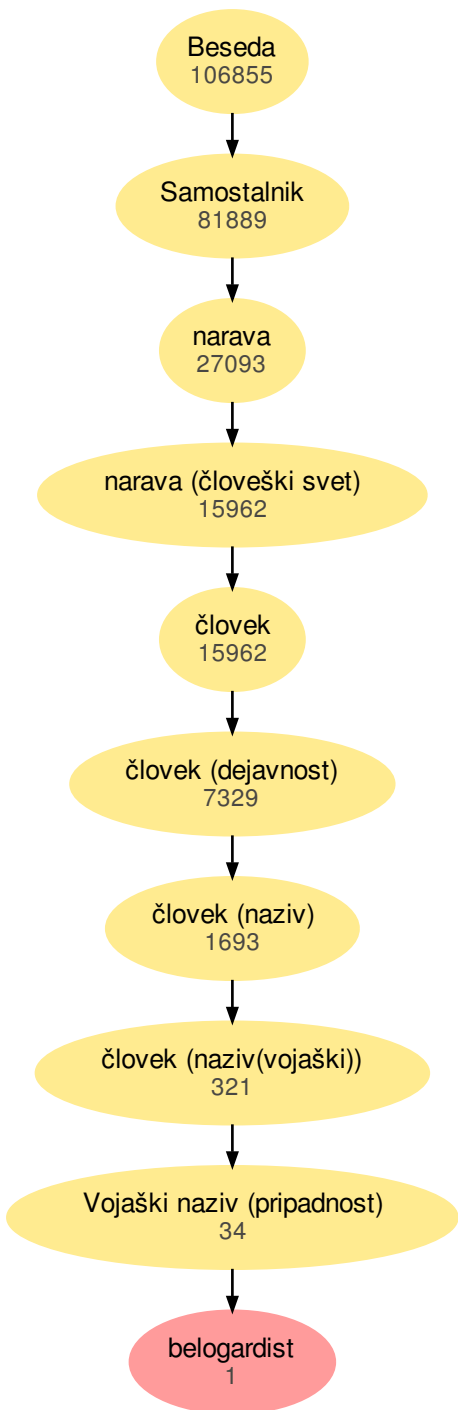 Beseda
106855
Samostalnik
81889
narava
27093
narava (človeški svet)
15962
človek
15962
človek (dejavnost)
7329
človek (naziv)
1693
človek (naziv(vojaški))
321
Vojaški naziv (pripadnost)
34
belogardist
1